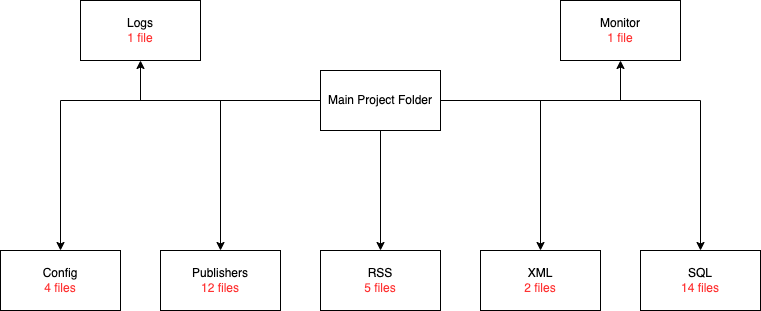 Logs
1 file
Monitor
1 file
Main Project Folder
Config
4 files
Publishers
12 files
RSS
5 files
XML
2 files
SQL
14 files